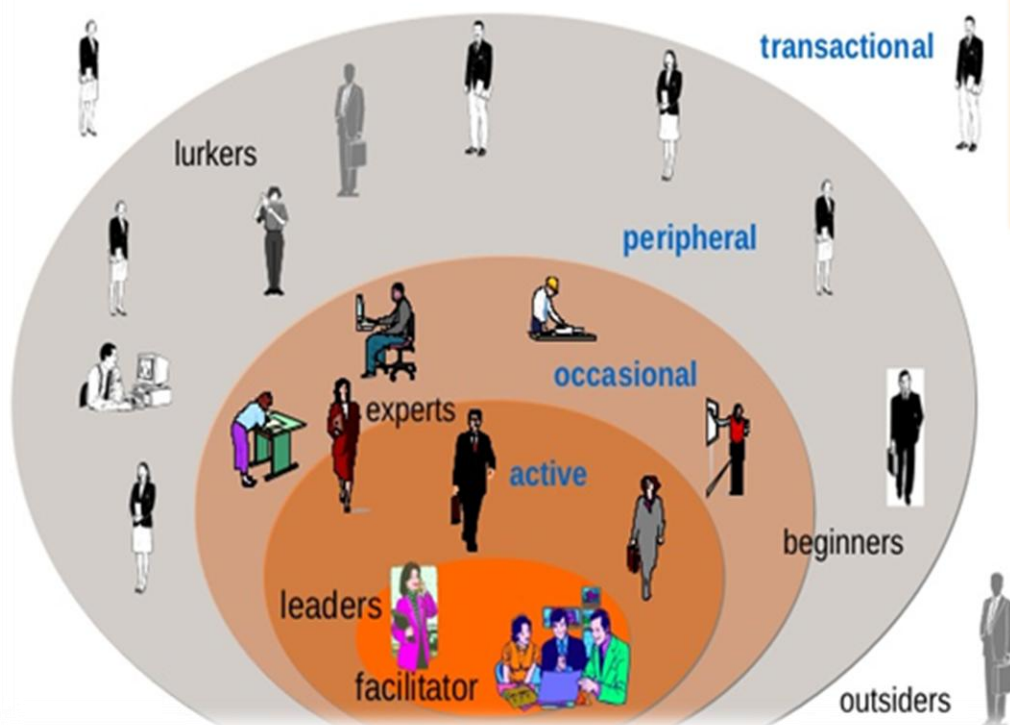 transactional
lurkers
peripheral
occasional
experts
active
beginners
leaders
facilitator
outsiders